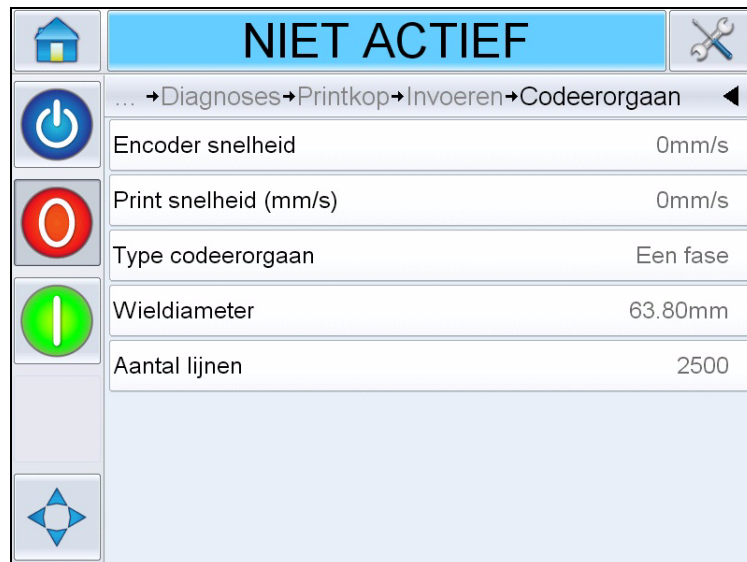 NIET ACTIEF
... →Diagnoses→Printkop→Invoeren→Codeerorgaan
Encoder snelheid 0mm/s
Print snelheid (mm/s) 0mm/s
Type codeerorgaan Een fase
Wieldiameter 63.80mm
Aantal lijnen 2500